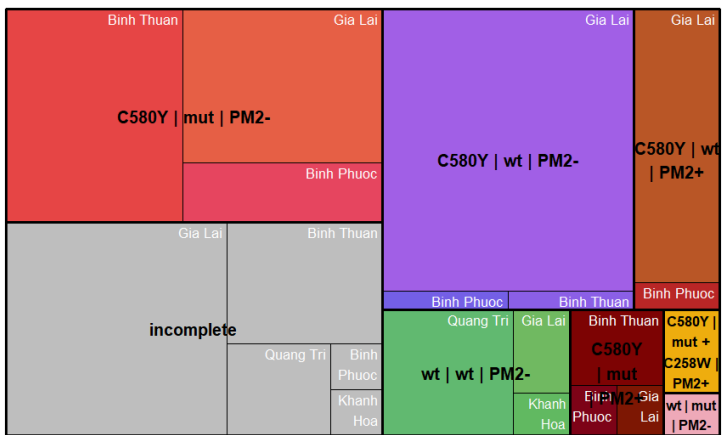 Binh Thuan
Gia Lai
C580Y | mut | PM2-
Binh Phuoc
Gia Lai
C580Y | wt | PM2-
Binh Phuoc
Binh Thuan
Gia Lai
C580Y | wt
| PM2+
Binh Phuoc
Gia Lai
Binh Thuan
incomplete
Quang Tri
Binh
Phuoc
Khanh
Hoa
Quang Tri
Gia Lai
wt | wt | PM2-
Khanh
Hoa
Binh Thuan
C580Y
| mut
| PM2+
Binh
Phuoc
Gia
Lai
C580Y |
mut +
C258W |
PM2+
wt | mut
| PM2-